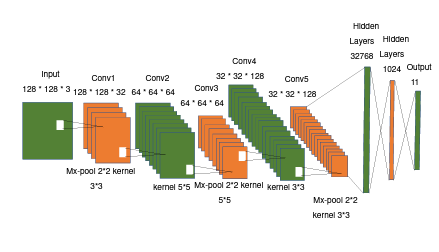 Input
128 * 128 * 3
Conv1
128 * 128 * 32
Conv2
64 * 64 * 64
Conv3
64 * 64 * 64
Conv4
32 * 32 * 128
Conv5
32 * 32 * 128
Hidden
Layers
32768
Hidden
Layers
1024
Output
11
Mx-pool 2*2 kernel
3*3
kernel 5*5
Mx-pool 2*2 kernel
5*5
kernel 3*3
Mx-pool 2*2
kernel 3*3